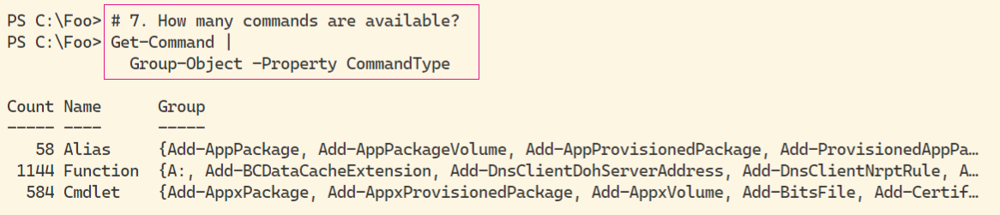 PS C:\Foo> # 7. How many commands are available?
PS C:\Foo> Get-Command |
Group-Object -Property CommandType
Count Name Group
----- ---- -----
58 Alias {Add-AppPackage, Add-AppPackageVolume, Add-AppProvisionedPackage, Add-ProvisionedAppPa…
1144 Function {A:, Add-BCDataCacheExtension, Add-DnsClientDohServerAddress, Add-DnsClientNrptRule, A…
584 Cmdlet {Add-AppxPackage, Add-AppxProvisionedPackage, Add-AppxVolume, Add-BitsFile, Add-Certif…